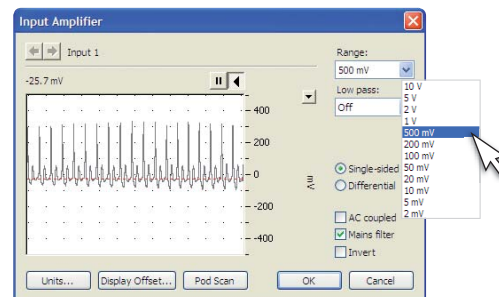 Input Amplifier
Input 1
-25.7 mV
400
200
0
-200
-400
mV
Range:
500 mV
Low pass:
Off
10 V
5 V
2 V
1 V
500 mV
200 mV
100 mV
50 mV
20 mV
10 mV
5 mV
2 mV
Single-sided
Differential
AC coupled
Mains filter
Invert
Units...
Display Offset...
Pod Scan
OK
Cancel